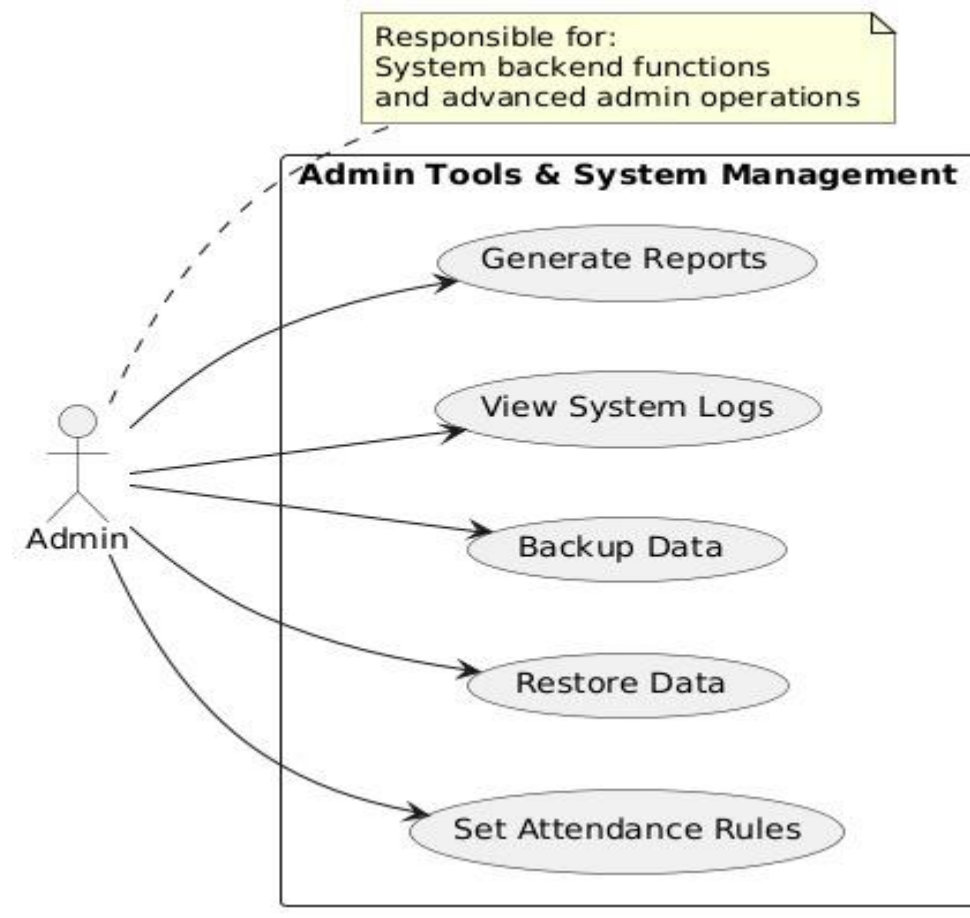 Responsible for:
System backend functions
and advanced admin operations
Admin Tools & System Management
Generate Reports
View System Logs
Backup Data
Admin
Restore Data
Set Attendance Rules